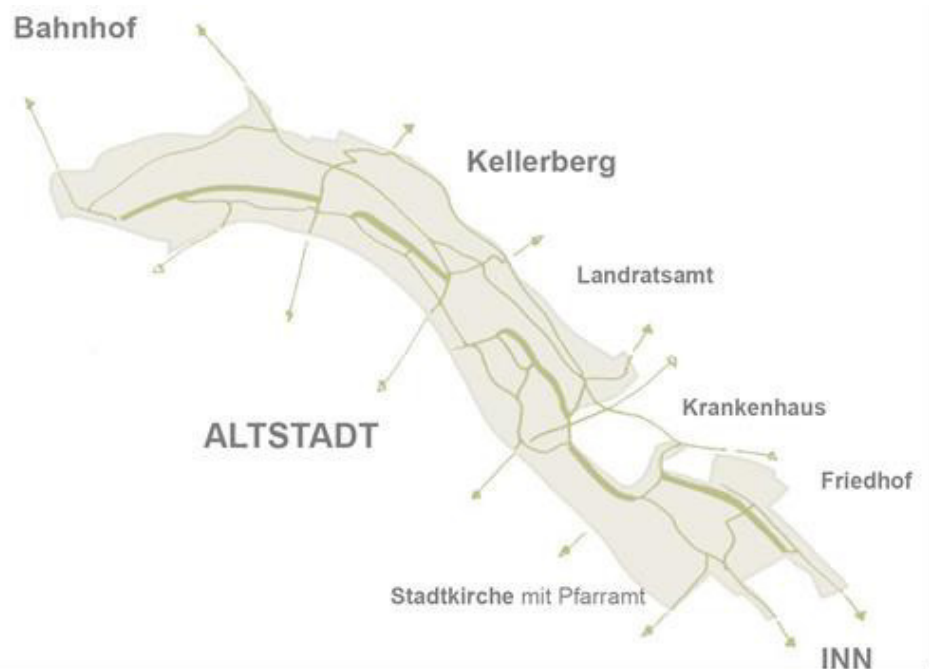 Bahnhof
Kellerberg
Landratsamt
Krankenhaus
ALTSTADT
Friedhof
Stadtkirche mit Pfarramt
INN